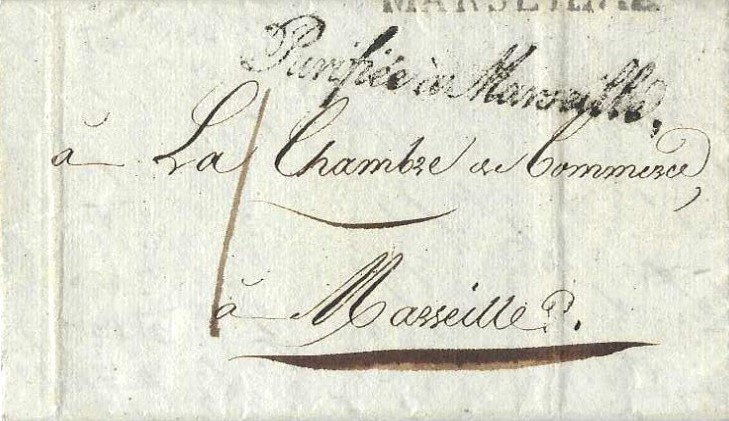 MARSEILLE
Purifiée à Marseille.
à La Chambre de Commerce,
à Marseille.